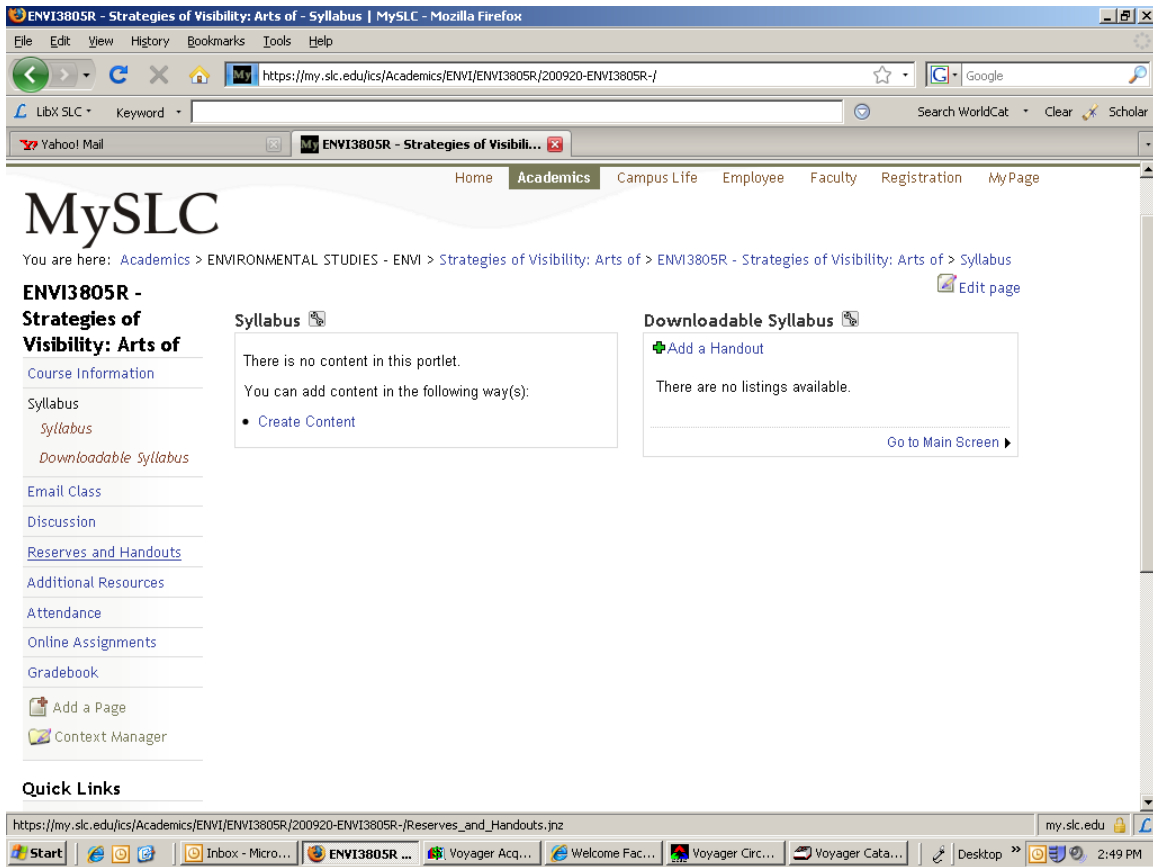 ENVI3805R - Strategies of Visibility: Arts of - Syllabus | MySLC - Mozilla Firefox
File Edit View History Bookmarks Tools Help
My https://my.slc.edu/ics/Academics/ENVI/ENVI3805R/200920-ENVI3805R-/ G Google
LibX SLC Keyword Search WorldCat Clear Scholar
Yahoo! Mail My ENVI3805R - Strategies of Visibili...
Home Academics Campus Life Employee Faculty Registration My Page
MySLC
You are here: Academics > ENVIRONMENTAL STUDIES - ENVI > Strategies of Visibility: Arts of > ENVI3805R - Strategies of Visibility: Arts of > Syllabus
Edit page
ENVI3805R -
Strategies of
Visibility: Arts of
Course Information
Syllabus
Syllabus
Downloadable Syllabus
Email Class
Discussion
Reserves and Handouts
Additional Resources
Attendance
Online Assignments
Gradebook
Add a Page
Context Manager
Quick Links
Syllabus
There is no content in this portlet.
You can add content in the following way(s):
• Create Content
Downloadable Syllabus
Add a Handout
There are no listings available.
Go to Main Screen
https://my.slc.edu/ics/Academics/ENVI/ENVI3805R/200920-ENVI3805R-/Reserves_and_Handouts.jnz my.slc.edu
Start Inbox - Micro... ENVI3805R ... Voyager Acq... Welcome Fac... Voyager Circ... Voyager Cata... Desktop » 2:49 PM